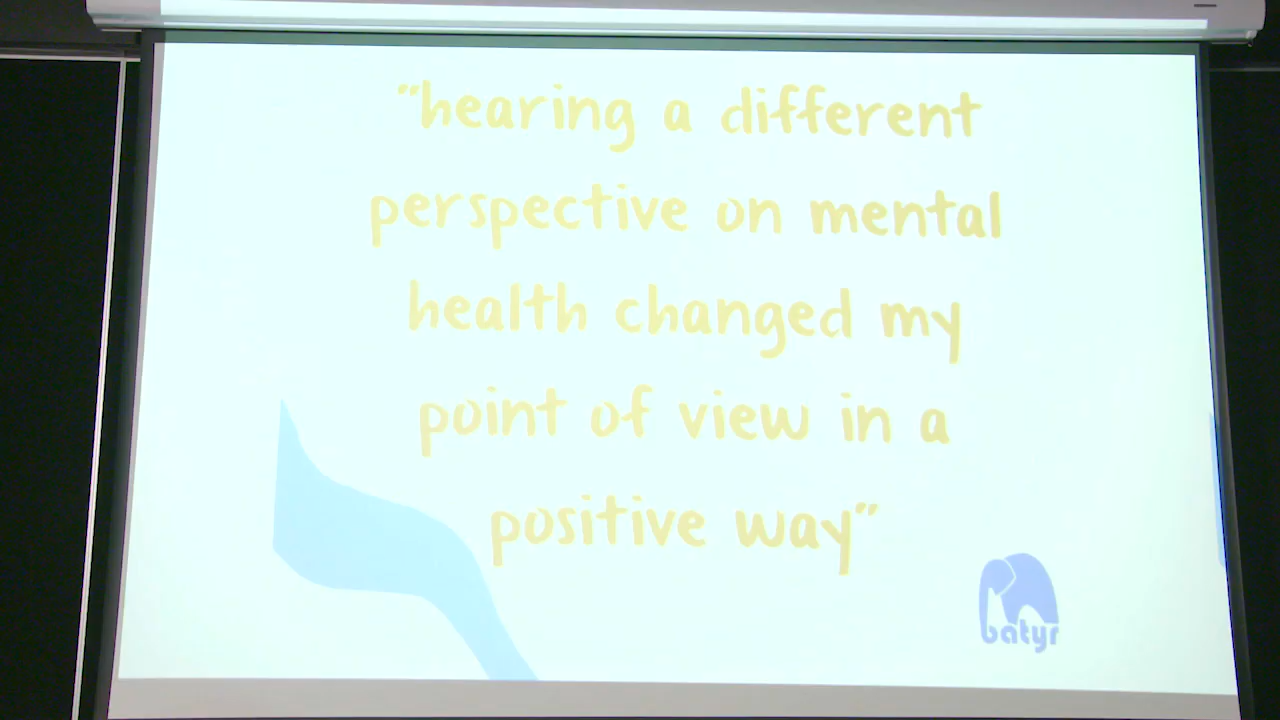 "hearing a different
perspective on mental
health changed my
point of view in a
positive way"
batyr